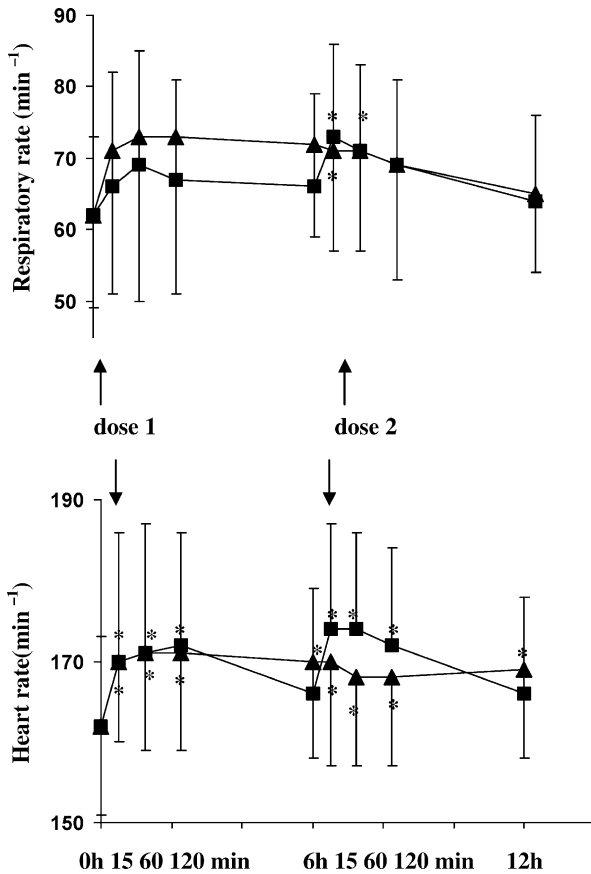 Respiratory rate (min⁻¹)
90
80
70
60
50
* *
*
dose 1 dose 2
Heart rate(min⁻¹)
190
170
150
* * * * * * * *
* * * * * *
0h 15 60 120 min 6h 15 60 120 min 12h